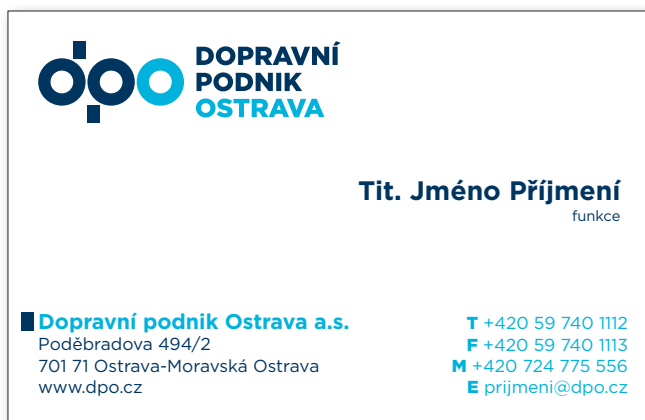 dpo
DOPRAVNÍ
PODNIK
OSTRAVA
Tit. Jméno Příjmení
funkce
Dopravní podnik Ostrava a.s.
Poděbradova 494/2
701 71 Ostrava-Moravská Ostrava
www.dpo.cz
T +420 59 740 1112
F +420 59 740 1113
M +420 724 775 556
E prijmeni@dpo.cz